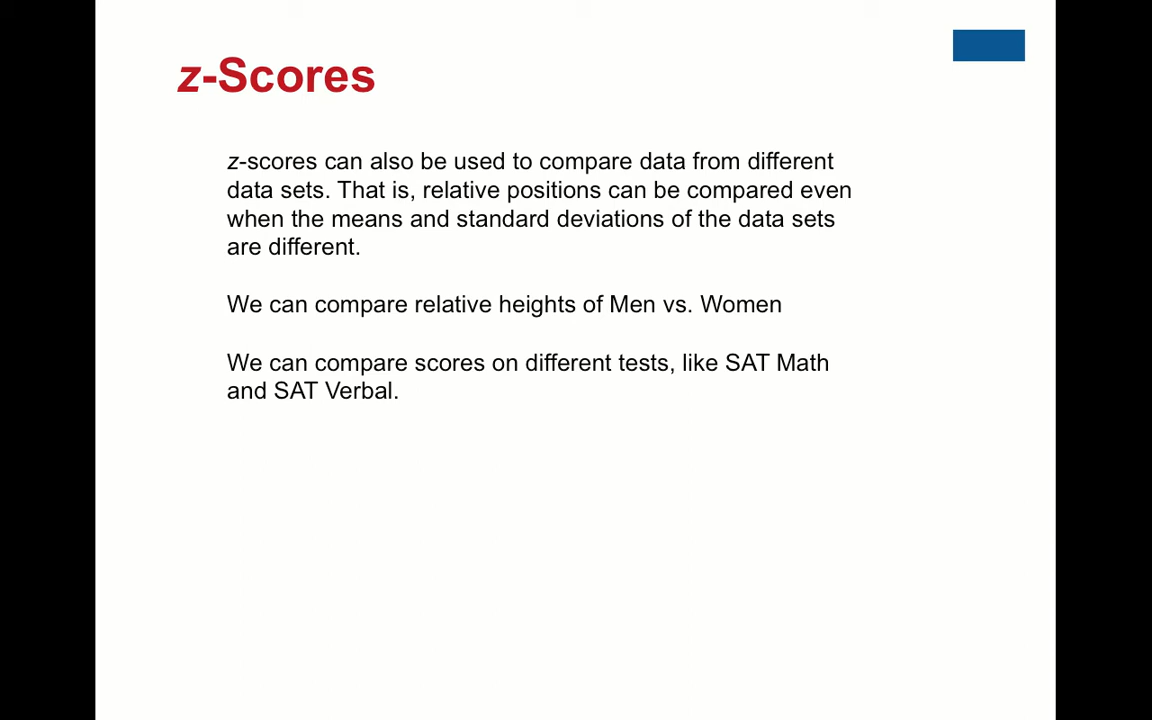 z-Scores
z-scores can also be used to compare data from different
data sets. That is, relative positions can be compared even
when the means and standard deviations of the data sets
are different.
We can compare relative heights of Men vs. Women
We can compare scores on different tests, like SAT Math
and SAT Verbal.